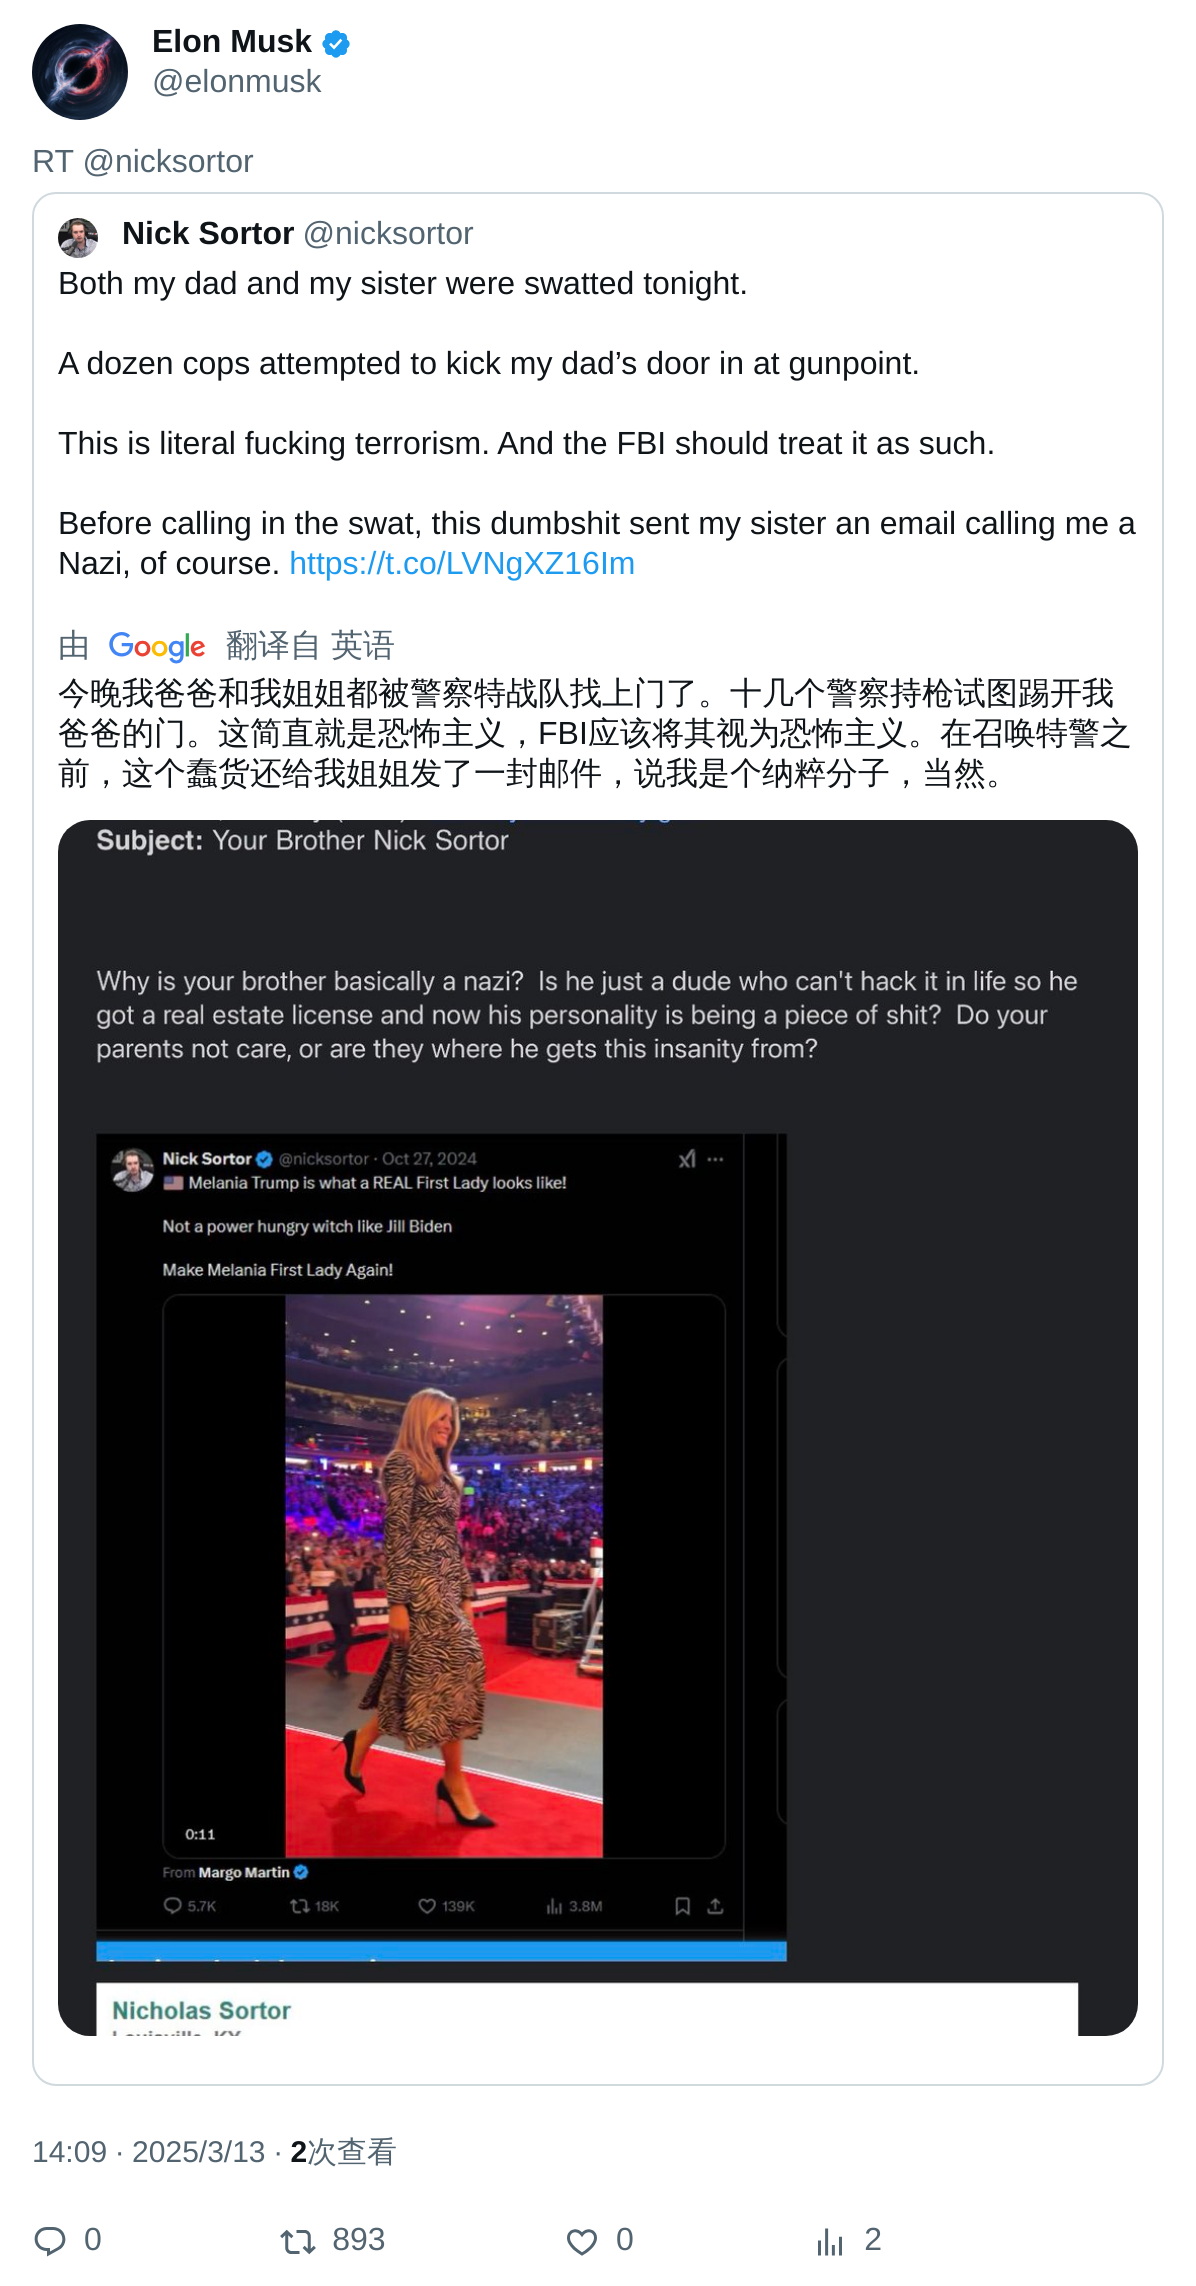 Elon Musk
@elonmusk
RT @nicksortor
Nick Sortor @nicksortor
Both my dad and my sister were swatted tonight.
A dozen cops attempted to kick my dad’s door in at gunpoint.
This is literal fucking terrorism. And the FBI should treat it as such.
Before calling in the swat, this dumbshit sent my sister an email calling me a
Nazi, of course. https://t.co/LVNgXZ16Im
由 Google 翻译自 英语
今晚我爸爸和我姐姐都被警察特战队找上门了。十几个警察持枪试图踢开我
爸爸的门。这简直就是恐怖主义，FBI应该将其视为恐怖主义。在召唤特警之
前，这个蠢货还给我姐姐发了一封邮件，说我是个纳粹分子，当然。
Subject: Your Brother Nick Sortor
Why is your brother basically a nazi? Is he just a dude who can't hack it in life so he
got a real estate license and now his personality is being a piece of shit? Do your
parents not care, or are they where he gets this insanity from?
Nick Sortor @nicksortor · Oct 27, 2024
Melania Trump is what a REAL First Lady looks like!
Not a power hungry witch like Jill Biden
Make Melania First Lady Again!
0:11
From Margo Martin
5.7K 18K 139K 3.8M
Nicholas Sortor
Louisville, KY
14:09 · 2025/3/13 · 2次查看
0 893 0 2